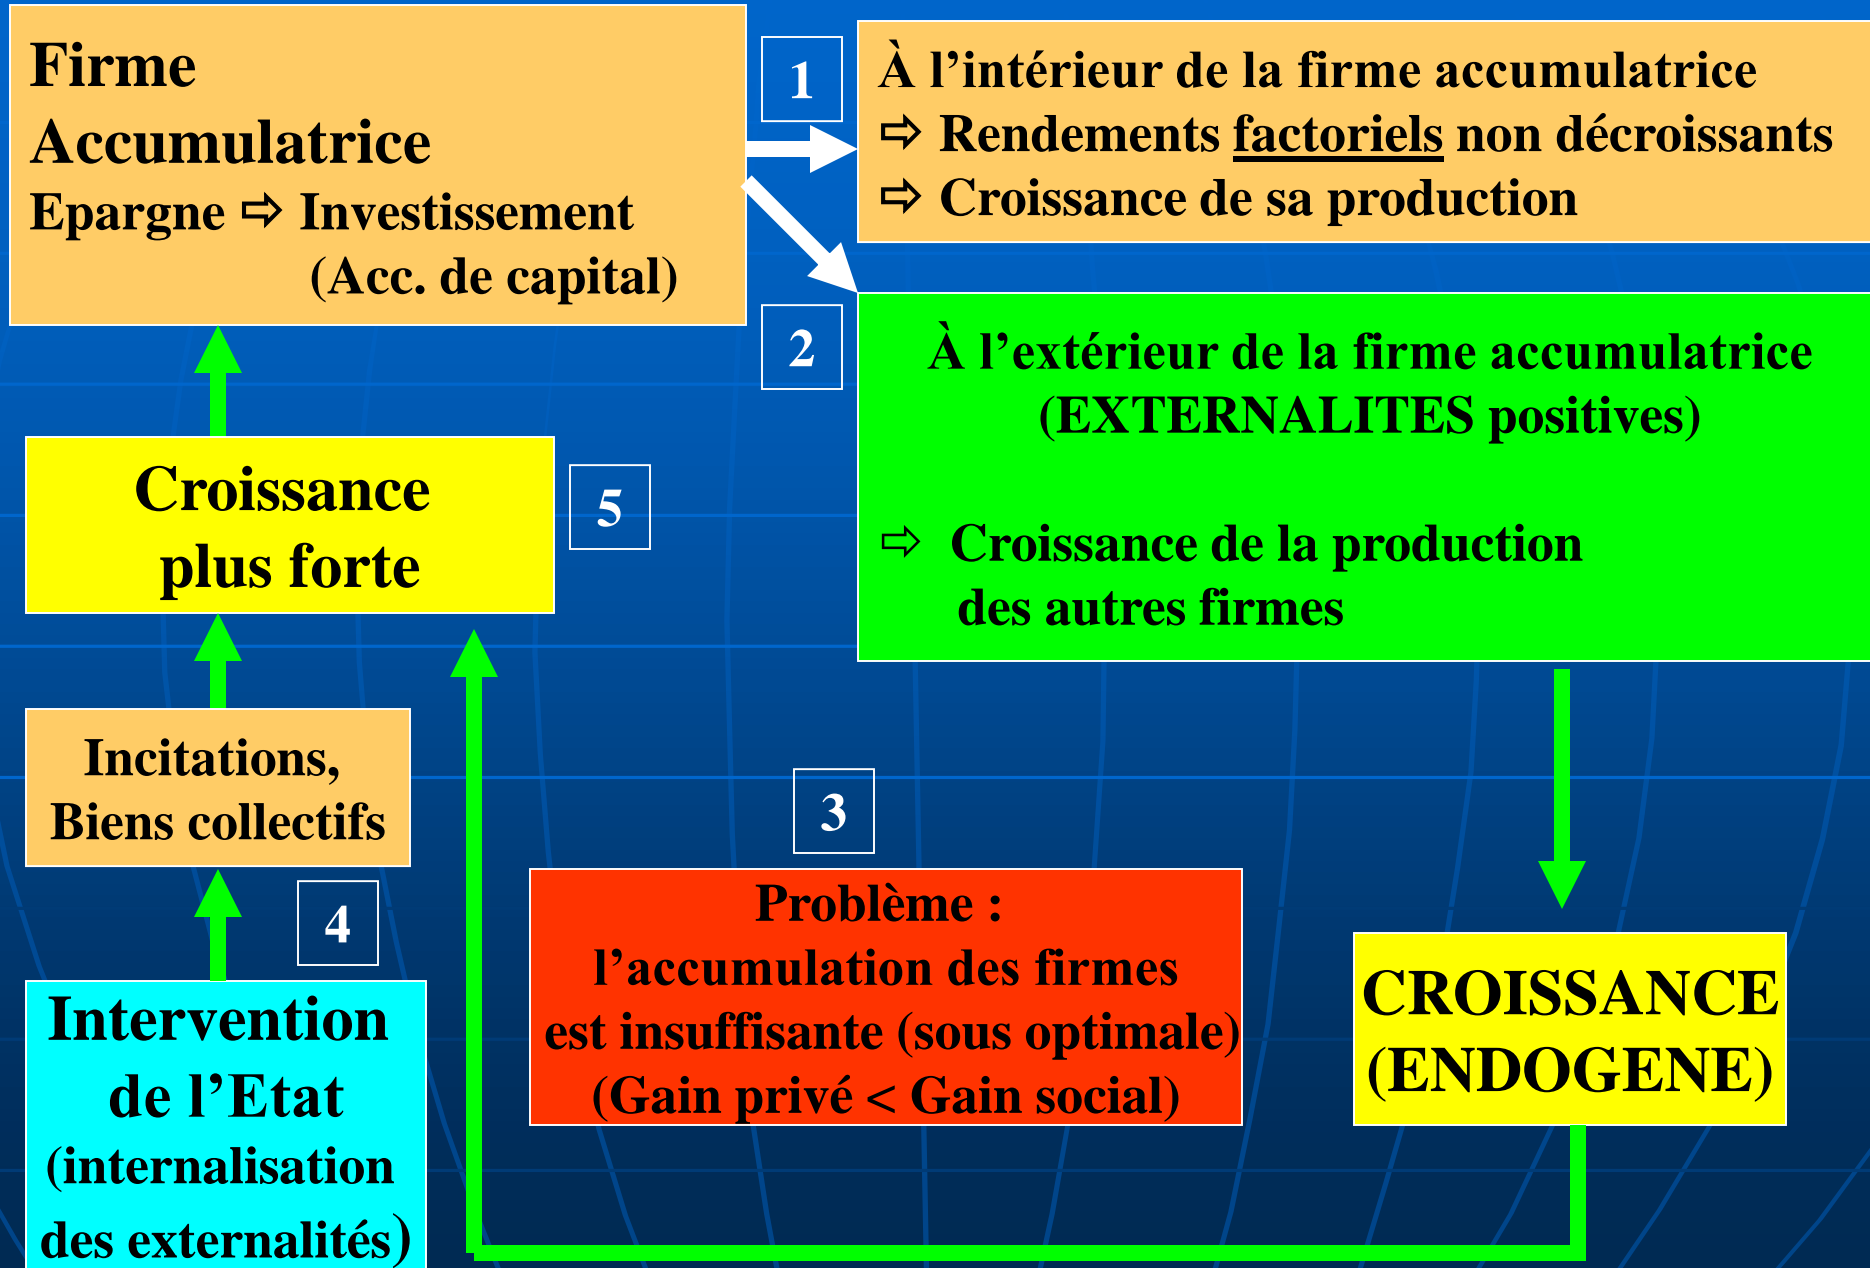 Firme
Accumulatrice
Epargne ⇨ Investissement
(Acc. de capital)
1
À l’intérieur de la firme accumulatrice
⇨ Rendements factoriels non décroissants
⇨ Croissance de sa production
2
À l’extérieur de la firme accumulatrice
(EXTERNALITES positives)
⇨ Croissance de la production
des autres firmes
Croissance
plus forte
5
Incitations,
Biens collectifs
3
Problème :
l’accumulation des firmes
est insuffisante (sous optimale)
(Gain privé < Gain social)
4
Intervention
de l’Etat
(internalisation
des externalités)
CROISSANCE
(ENDOGENE)